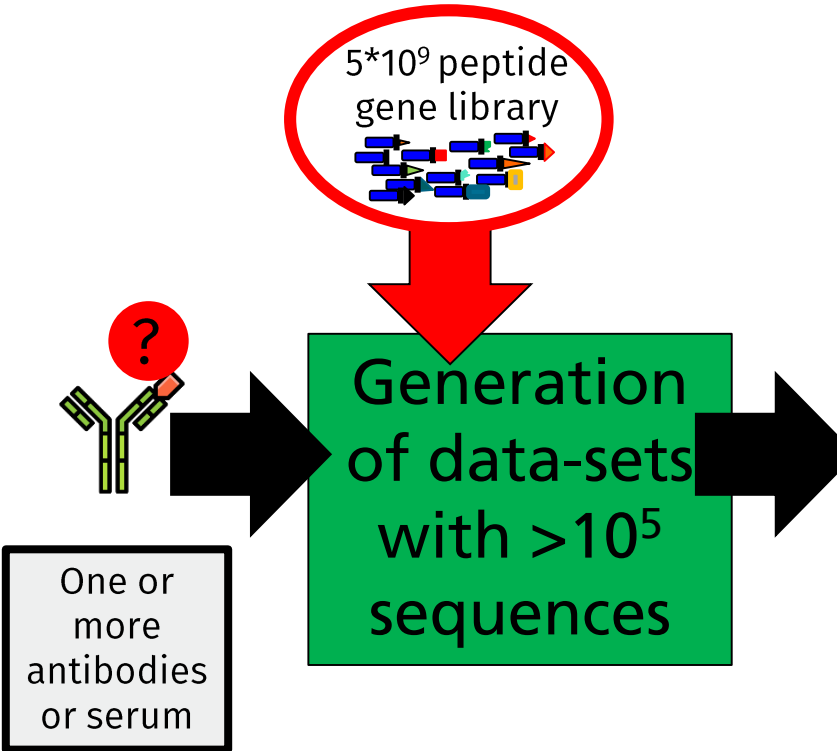 5*10⁹ peptide
gene library
?
Generation
of data-sets
with >10⁵
sequences
One or
more
antibodies
or serum